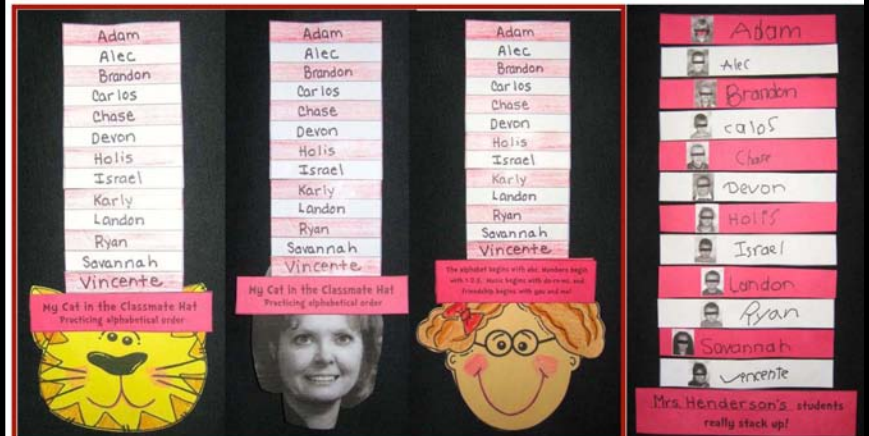 Adam
Alec
Brandon
Carlos
Chase
Devon
Holis
Israel
Karly
Landon
Ryan
Savannah
Vincente
My Cat in the Classmate Hat
Practicing alphabetical order
Adam
Alec
Brandon
Carlos
Chase
Devon
Holis
Israel
Karly
Landon
Ryan
Savannah
Vincente
My Cat in the Classmate Hat
Practicing alphabetical order
Adam
Alec
Brandon
Carlos
Chase
Devon
Holis
Israel
Karly
Landon
Ryan
Savannah
Vincente
The alphabet begins with abc. Numbers begin
with 1-2-3. Music begins with do-re-mi, and
friendship begins with you and me!
Adam
Alec
Brandon
calos
Chase
Devon
Holis
Israel
Landon
Ryan
Savannah
vencente
Mrs. Henderson's students
really stack up!